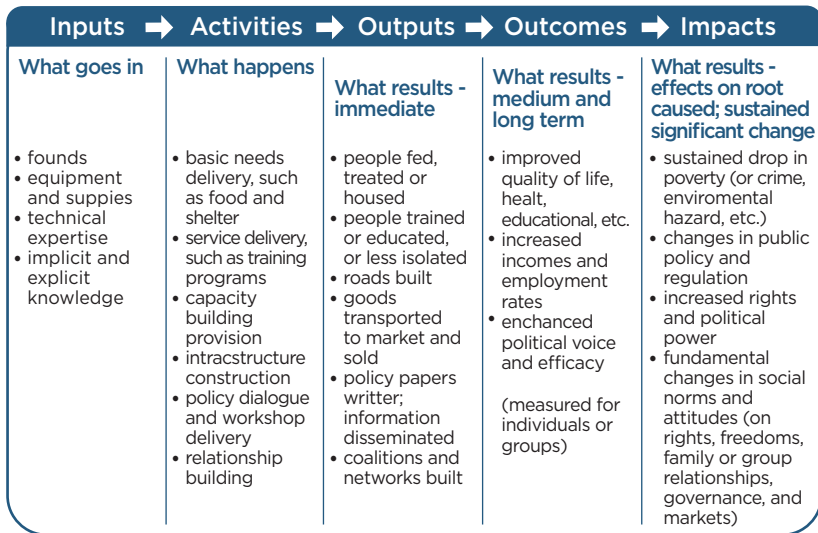 Inputs → Activities → Outputs → Outcomes → Impacts
What goes in
• founds
• equipment
and suppies
• technical
expertise
• implicit and
explicit
knowledge
What happens
• basic needs
delivery, such
as food and
shelter
• service delivery,
such as training
programs
• capacity
building
provision
• intracstructure
construction
• policy dialogue
and workshop
delivery
• relationship
building
What results -
immediate
• people fed,
treated or
housed
• people trained
or educated,
or less isolated
• roads built
• goods
transported
to market and
sold
• policy papers
writter;
information
disseminated
• coalitions and
networks built
What results -
medium and
long term
• improved
quality of life,
healt,
educational, etc.
• increased
incomes and
employment
rates
• enchanced
political voice
and efficacy
(measured for
individuals or
groups)
What results -
effects on root
caused; sustained
significant change
• sustained drop in
poverty (or crime,
enviromental
hazard, etc.)
• changes in public
policy and
regulation
• increased rights
and political
power
• fundamental
changes in social
norms and
attitudes (on
rights, freedoms,
family or group
relationships,
governance, and
markets)